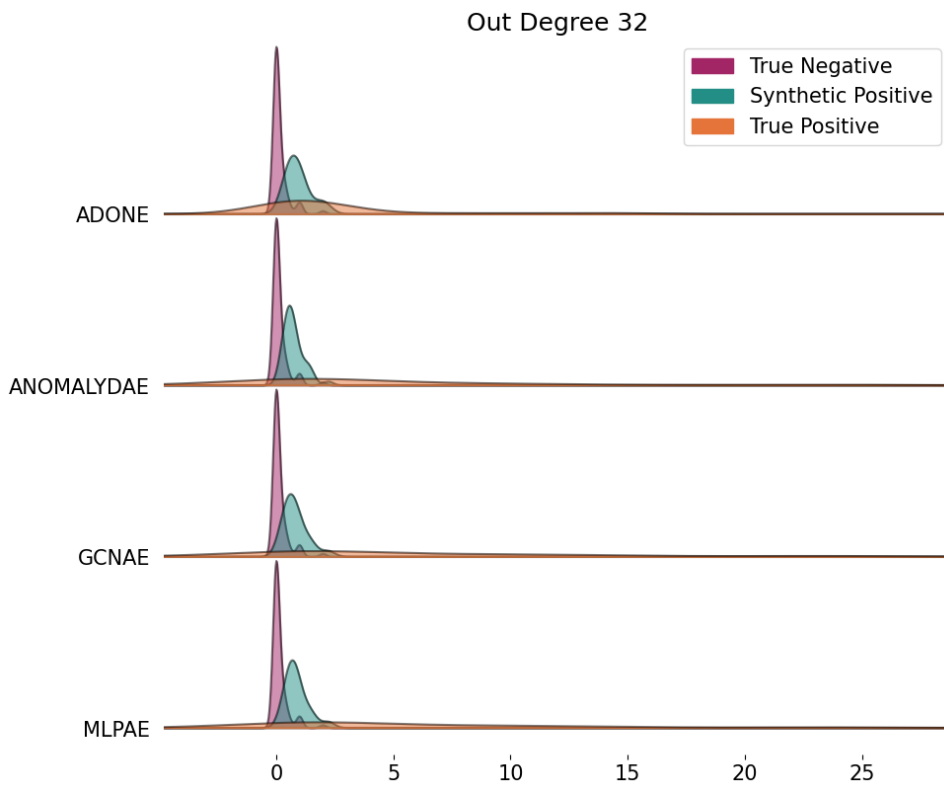 Out Degree 32
True Negative
Synthetic Positive
True Positive
ADONE
ANOMALYDAE
GCNAE
MLPAE
0 5 10 15 20 25